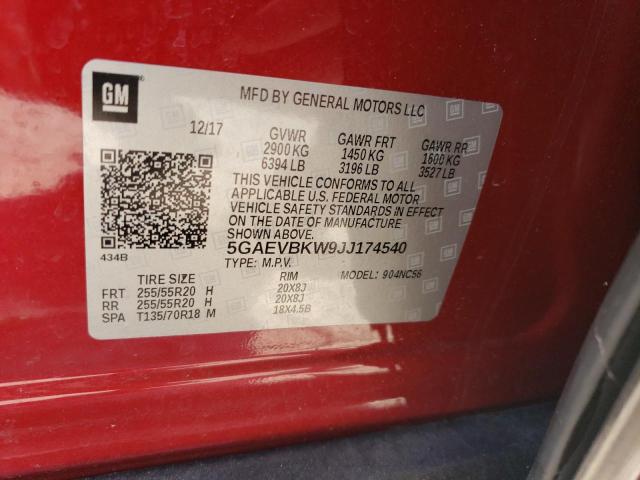 GM
MFD BY GENERAL MOTORS LLC
12/17 GVWR GAWR FRT GAWR RR
2900 KG 1450 KG 1600 KG
6394 LB 3196 LB 3527 LB
THIS VEHICLE CONFORMS TO ALL
APPLICABLE U.S. FEDERAL MOTOR
VEHICLE SAFETY STANDARDS IN EFFECT
ON THE DATE OF MANUFACTURE
SHOWN ABOVE.
434B
5GAEVBKW9JJ174540
TYPE: M.P.V. MODEL: 904NC56
TIRE SIZE RIM
FRT 255/55R20 H 20X8J
RR 255/55R20 H 20X8J
SPA T135/70R18 M 18X4.5B